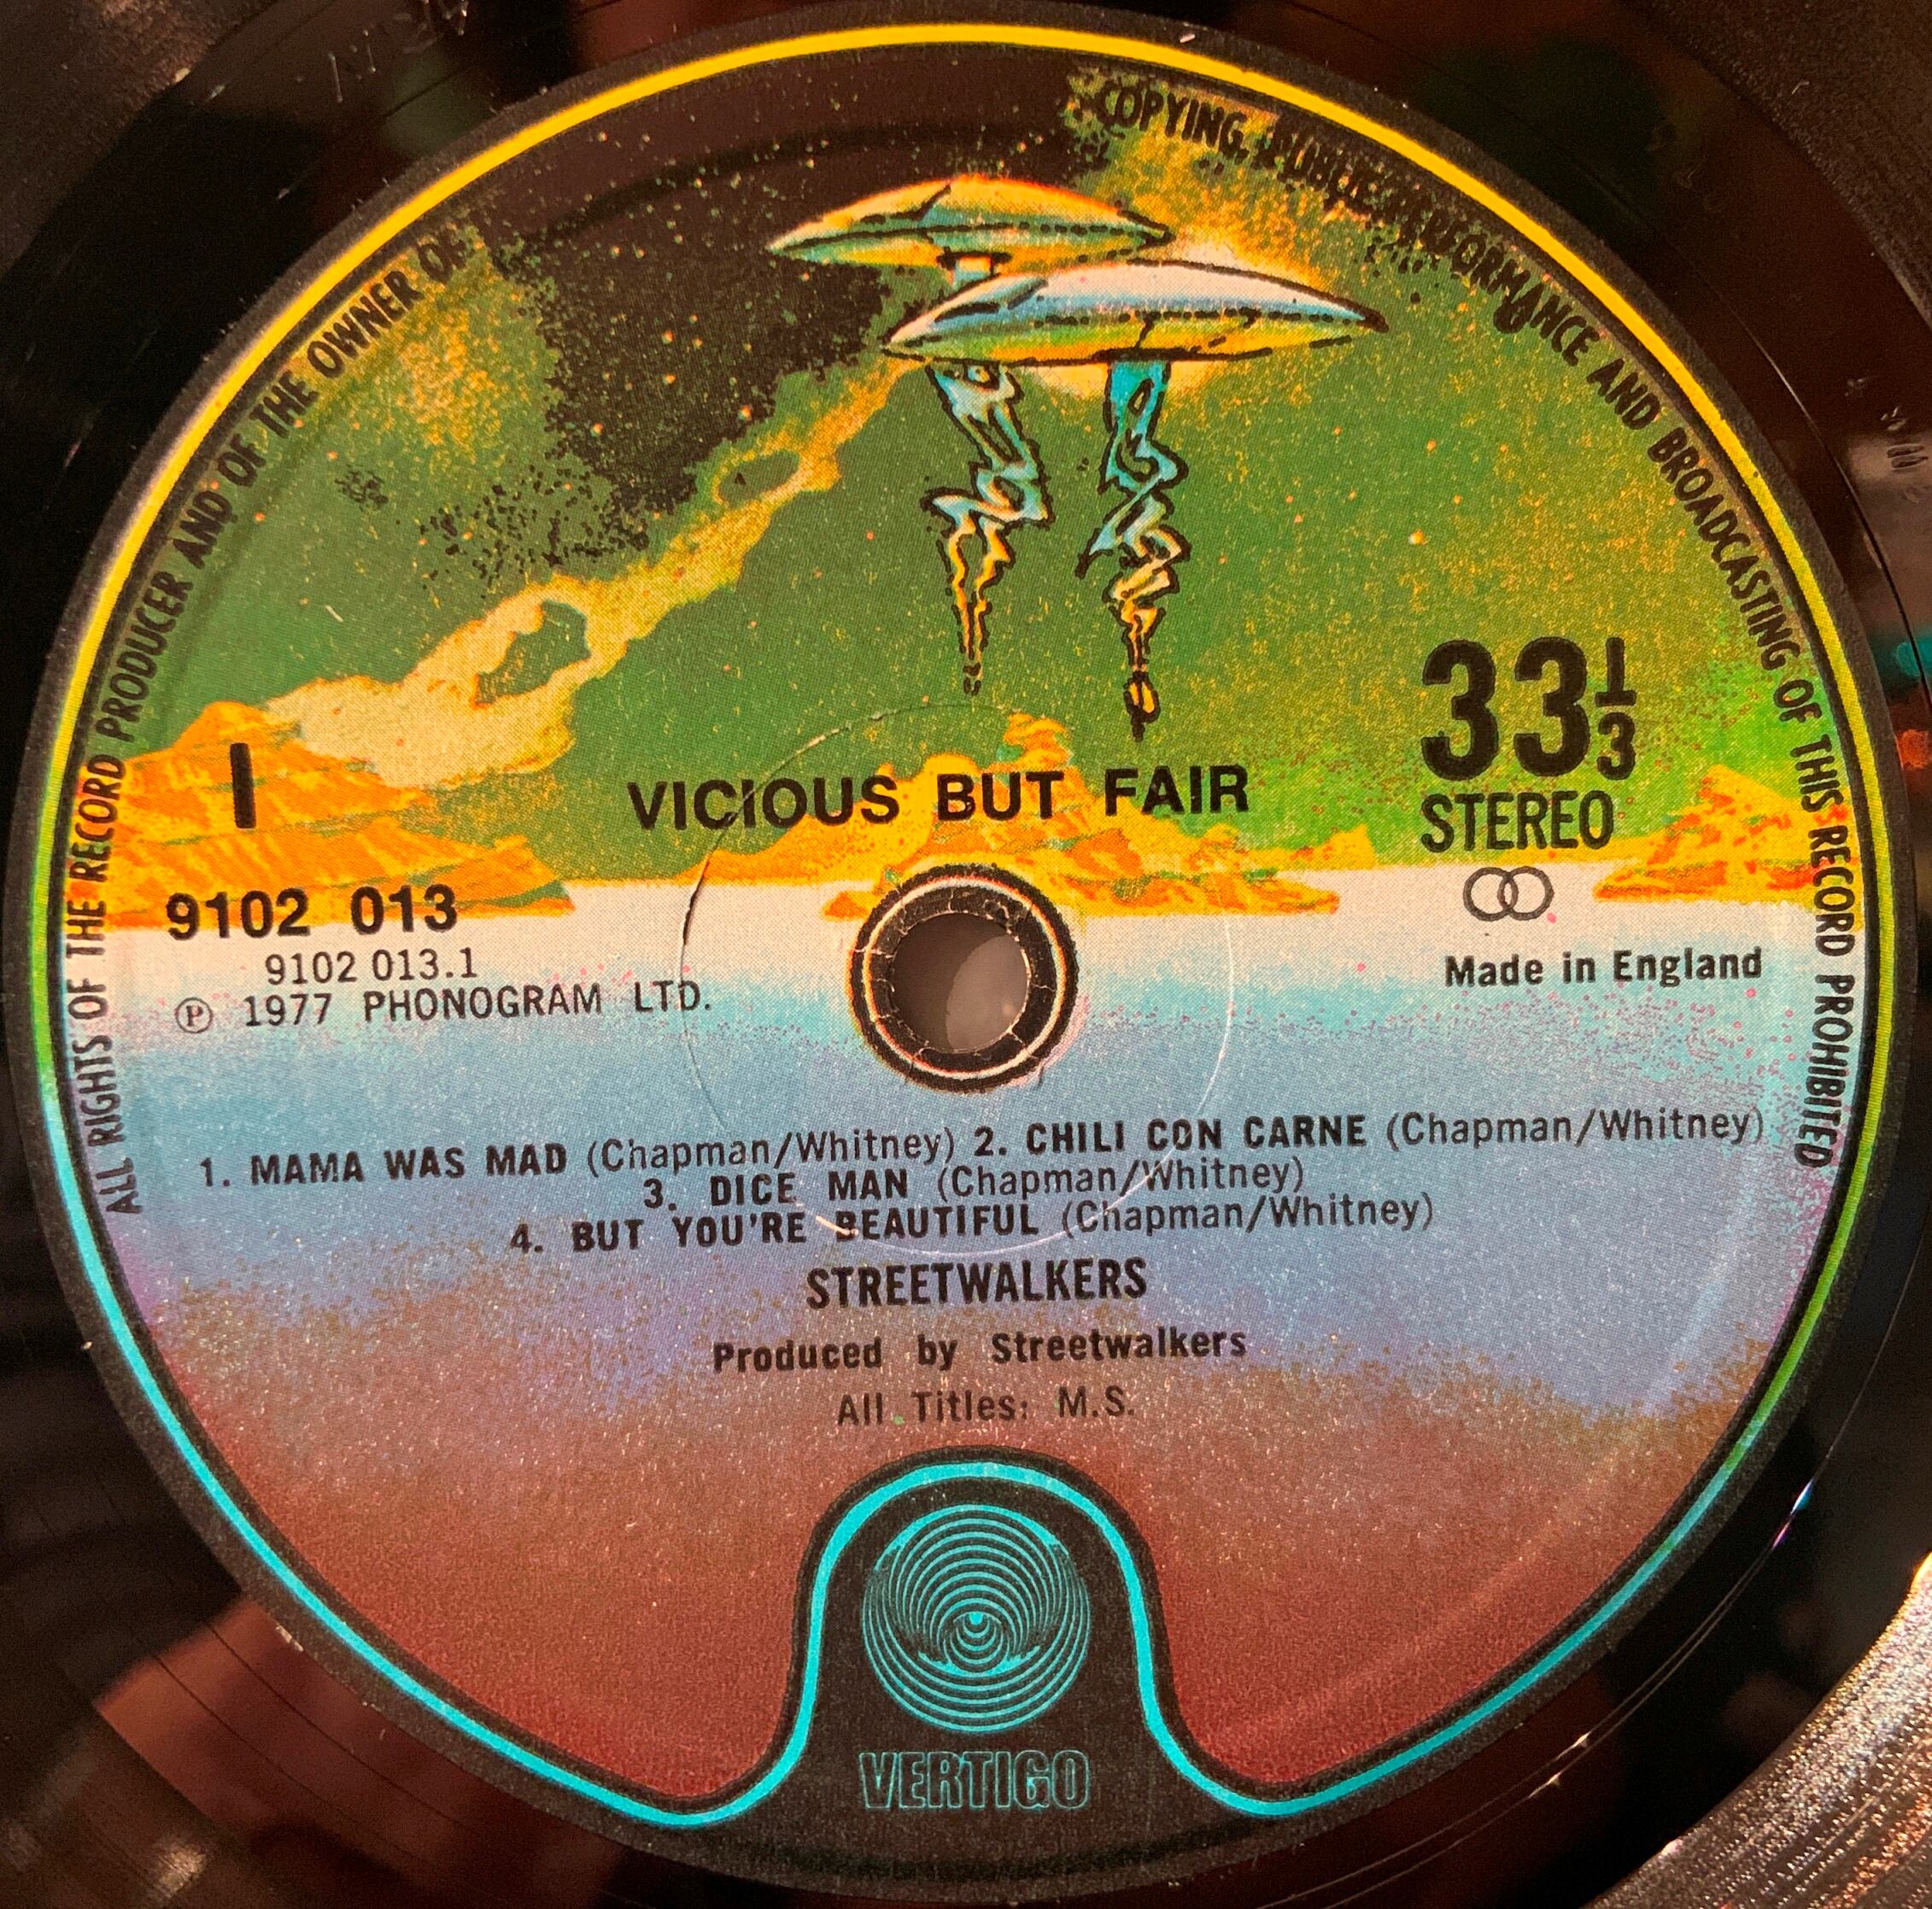 ALL RIGHTS OF THE RECORD PRODUCER AND OF THE OWNER OF
COPYING, PUBLIC PERFORMANCE AND BROADCASTING OF THIS RECORD PROHIBITED
33 1/3
STEREO
I
VICIOUS BUT FAIR
9102 013
9102 013.1
℗ 1977 PHONOGRAM LTD.
Made in England
1. MAMA WAS MAD (Chapman/Whitney) 2. CHILI CON CARNE (Chapman/Whitney)
3. DICE MAN (Chapman/Whitney)
4. BUT YOU'RE BEAUTIFUL (Chapman/Whitney)
STREETWALKERS
Produced by Streetwalkers
All Titles: M.S.
VERTIGO